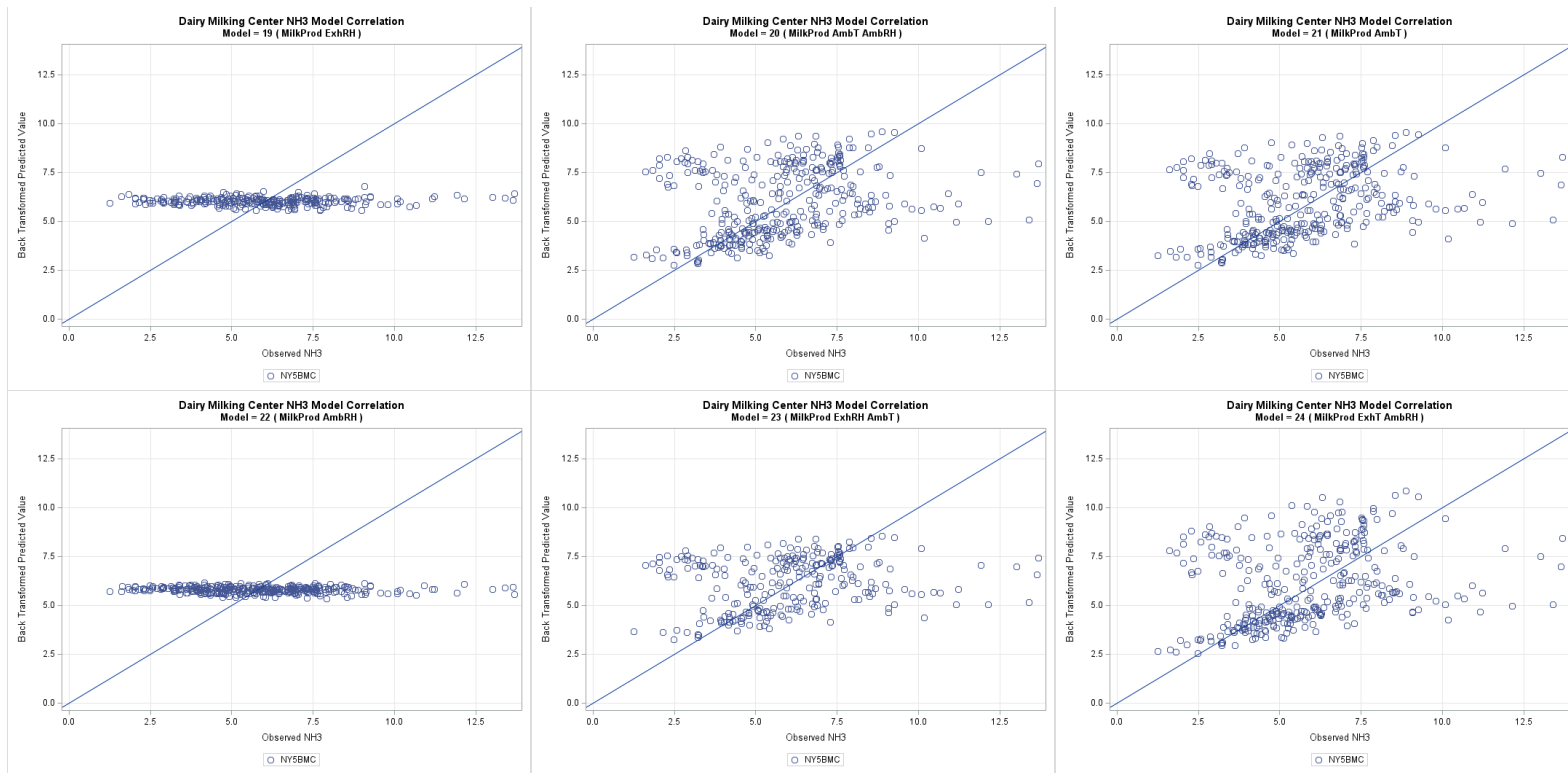 Dairy Milking Center NH3 Model Correlation
Model = 19 ( MilkProd ExhRH )
12.5
10.0
7.5
5.0
2.5
0.0
Back Transformed Predicted Value
0.0 2.5 5.0 7.5 10.0 12.5
Observed NH3
NY5BMC
Dairy Milking Center NH3 Model Correlation
Model = 20 ( MilkProd AmbT AmbRH )
12.5
10.0
7.5
5.0
2.5
0.0
Back Transformed Predicted Value
0.0 2.5 5.0 7.5 10.0 12.5
Observed NH3
NY5BMC
Dairy Milking Center NH3 Model Correlation
Model = 21 ( MilkProd AmbT )
12.5
10.0
7.5
5.0
2.5
0.0
Back Transformed Predicted Value
0.0 2.5 5.0 7.5 10.0 12.5
Observed NH3
NY5BMC
Dairy Milking Center NH3 Model Correlation
Model = 22 ( MilkProd AmbRH )
12.5
10.0
7.5
5.0
2.5
0.0
Back Transformed Predicted Value
0.0 2.5 5.0 7.5 10.0 12.5
Observed NH3
NY5BMC
Dairy Milking Center NH3 Model Correlation
Model = 23 ( MilkProd ExhRH AmbT )
12.5
10.0
7.5
5.0
2.5
0.0
Back Transformed Predicted Value
0.0 2.5 5.0 7.5 10.0 12.5
Observed NH3
NY5BMC
Dairy Milking Center NH3 Model Correlation
Model = 24 ( MilkProd ExhT AmbRH )
12.5
10.0
7.5
5.0
2.5
0.0
Back Transformed Predicted Value
0.0 2.5 5.0 7.5 10.0 12.5
Observed NH3
NY5BMC